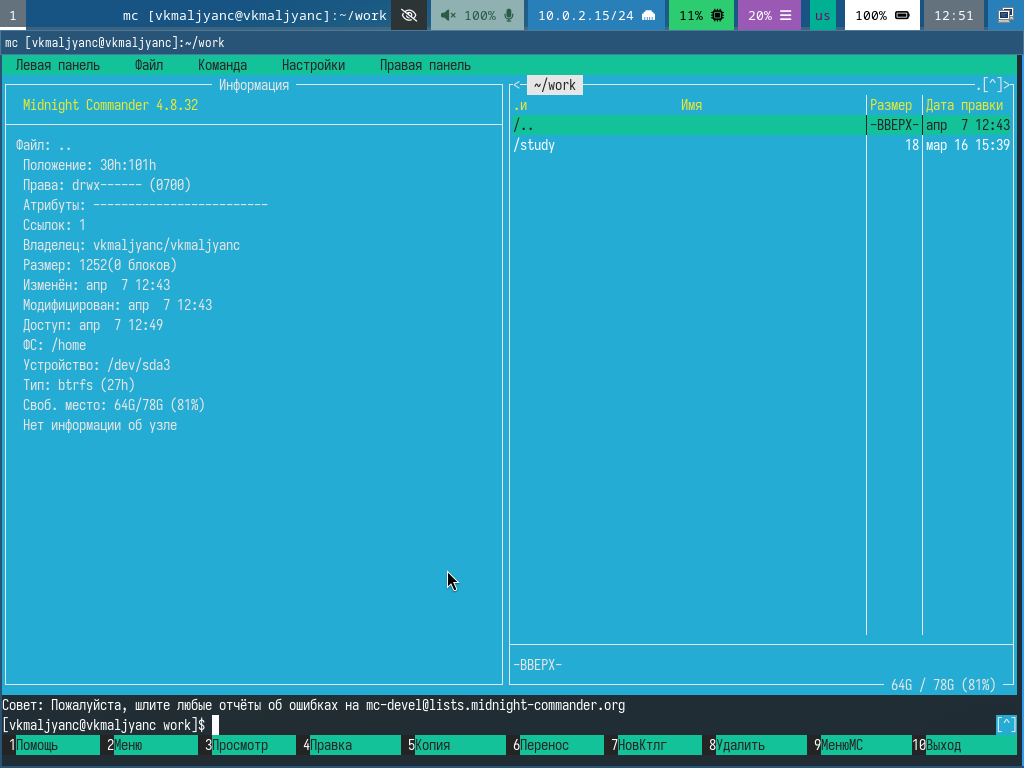 1 mc [vkmaljyanc@vkmaljyanc]:~/work 100% 10.0.2.15/24 11% 20% us 100% 12:51
mc [vkmaljyanc@vkmaljyanc]:~/work
Левая панель Файл Команда Настройки Правая панель
Информация
Midnight Commander 4.8.32
Файл: ..
Положение: 30h:101h
Права: drwx------ (0700)
Атрибуты: -------------------------
Ссылок: 1
Владелец: vkmaljyanc/vkmaljyanc
Размер: 1252(0 блоков)
Изменён: апр  7 12:43
Модифицирован: апр  7 12:43
Доступ: апр  7 12:49
ФС: /home
Устройство: /dev/sda3
Тип: btrfs (27h)
Своб. место: 64G/78G (81%)
Нет информации об узле
<- ~/work .[^]>
.и Имя Размер Дата правки
/.. -ВВЕРХ- апр  7 12:43
/study 18 мар 16 15:39
-ВВЕРХ-
64G / 78G (81%)
Совет: Пожалуйста, шлите любые отчёты об ошибках на mc-devel@lists.midnight-commander.org
[vkmaljyanc@vkmaljyanc work]$ [^]
1Помощь 2Меню 3Просмотр 4Правка 5Копия 6Перенос 7НовКтлг 8Удалить 9МенюMC 10Выход